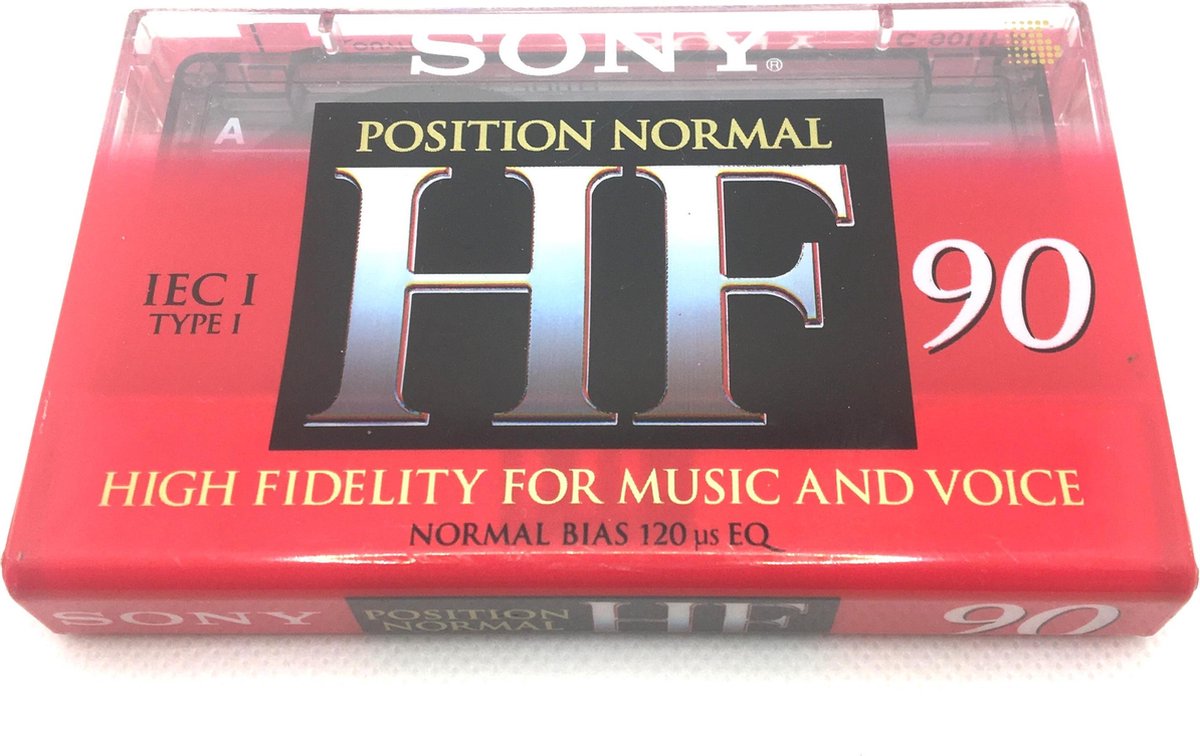 SONY®
A
POSITION NORMAL
HF
90
IEC I
TYPE I
HIGH FIDELITY FOR MUSIC AND VOICE
NORMAL BIAS 120 µs EQ
SONY
POSITION
NORMAL
HF
90